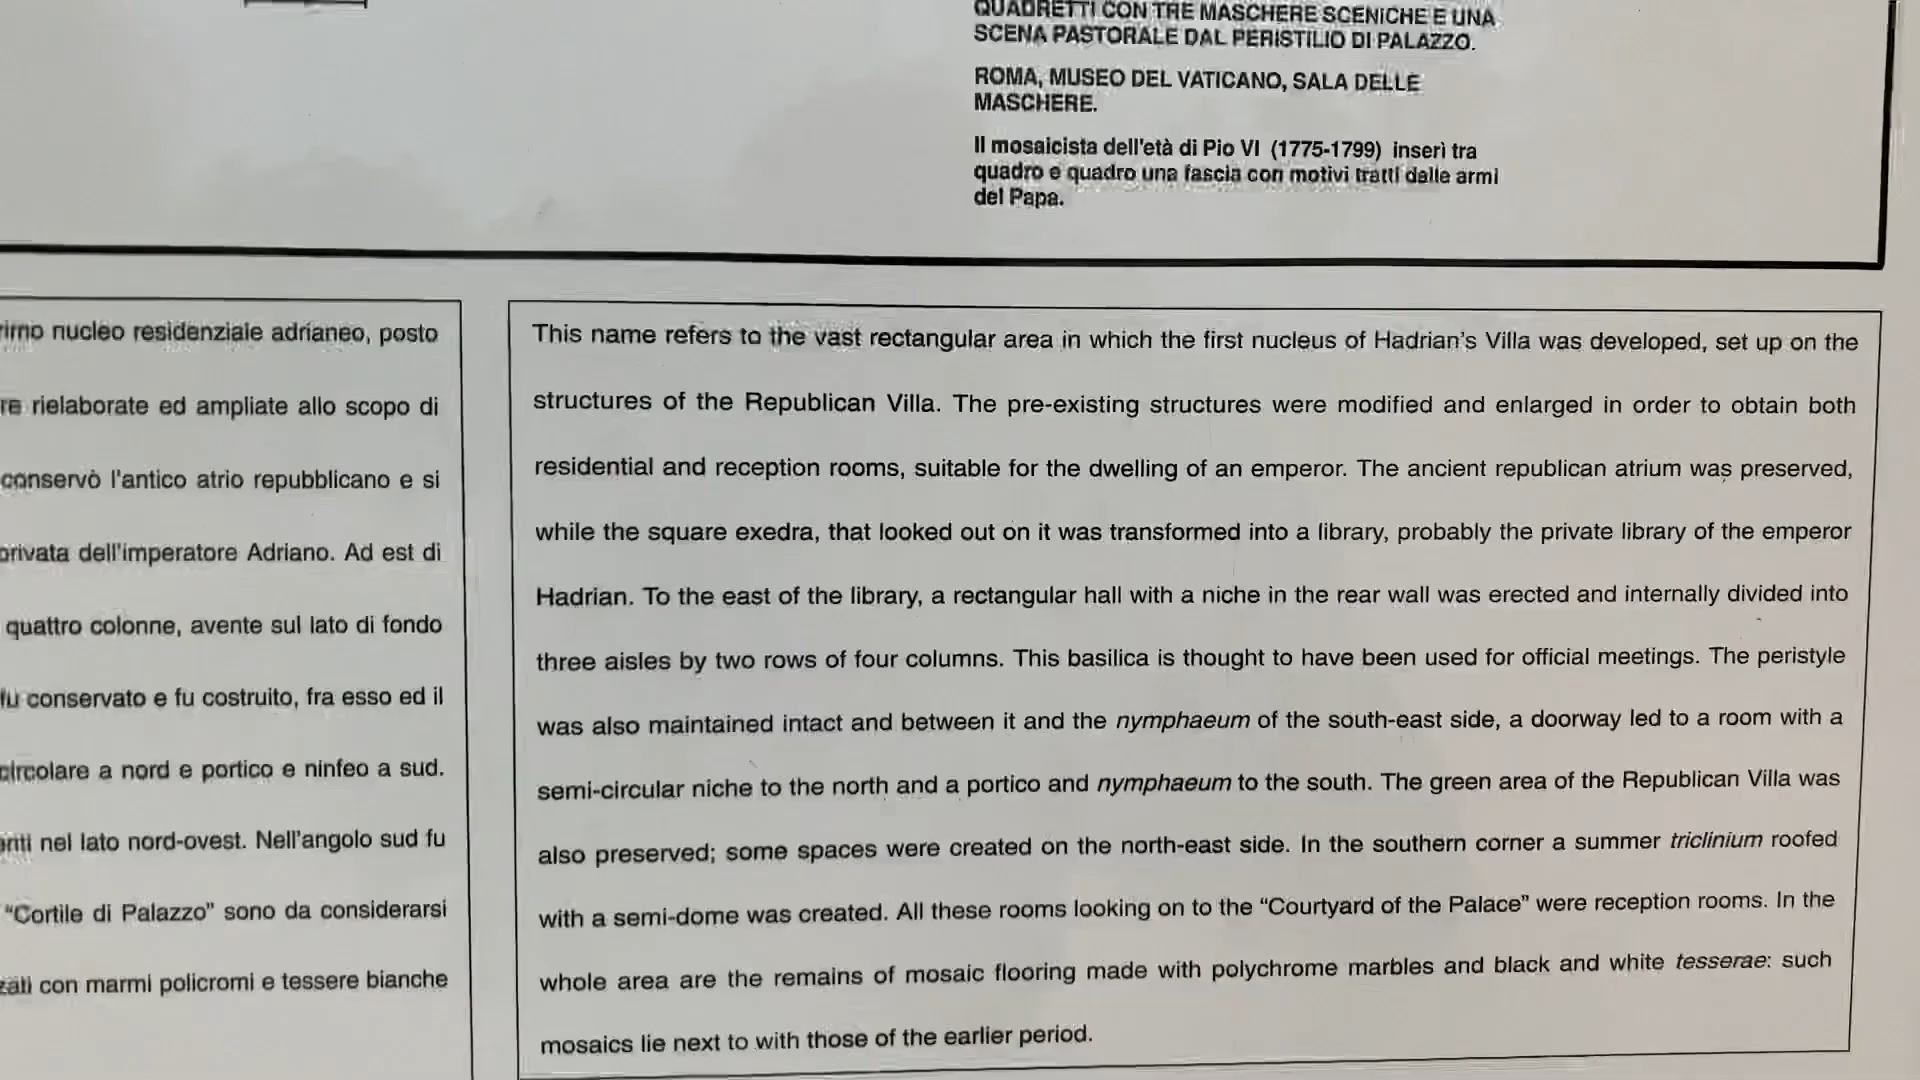 QUADRETTI CON TRE MASCHERE SCENICHE E UNA
SCENA PASTORALE DAL PERISTILIO DI PALAZZO.
ROMA, MUSEO DEL VATICANO, SALA DELLE
MASCHERE.
Il mosaicista dell'età di Pio VI (1775-1799) inserì tra
quadro e quadro una fascia con motivi tratti dalle armi
del Papa.
nucleo residenziale adrianeo, posto
rielaborate ed ampliate allo scopo di
conservò l'antico atrio repubblicano e si
privata dell'imperatore Adriano. Ad est di
quattro colonne, avente sul lato di fondo
fu conservato e fu costruito, fra esso ed il
circolare a nord e portico e ninfeo a sud.
nel lato nord-ovest. Nell'angolo sud fu
“Cortile di Palazzo” sono da considerarsi
con marmi policromi e tessere bianche
This name refers to the vast rectangular area in which the first nucleus of Hadrian's Villa was developed, set up on the
structures of the Republican Villa. The pre-existing structures were modified and enlarged in order to obtain both
residential and reception rooms, suitable for the dwelling of an emperor. The ancient republican atrium was preserved,
while the square exedra, that looked out on it was transformed into a library, probably the private library of the emperor
Hadrian. To the east of the library, a rectangular hall with a niche in the rear wall was erected and internally divided into
three aisles by two rows of four columns. This basilica is thought to have been used for official meetings. The peristyle
was also maintained intact and between it and the nymphaeum of the south-east side, a doorway led to a room with a
semi-circular niche to the north and a portico and nymphaeum to the south. The green area of the Republican Villa was
also preserved; some spaces were created on the north-east side. In the southern corner a summer triclinium roofed
with a semi-dome was created. All these rooms looking on to the “Courtyard of the Palace” were reception rooms. In the
whole area are the remains of mosaic flooring made with polychrome marbles and black and white tesserae: such
mosaics lie next to with those of the earlier period.